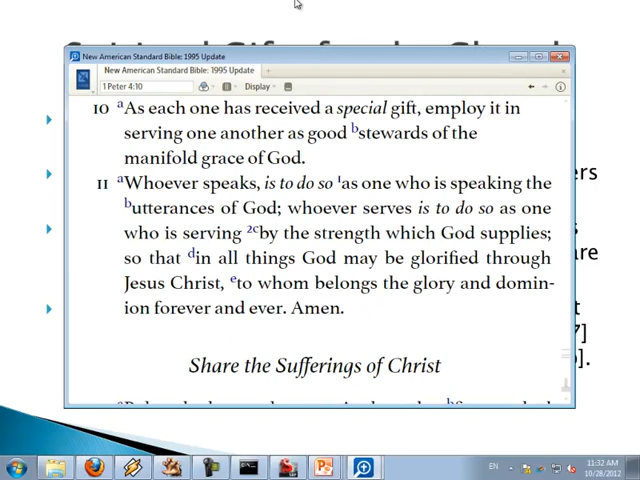 New American Standard Bible: 1995 Update
New American Standard Bible: 1995 Update
1 Peter 4:10 Display
10 aAs each one has received a special gift, employ it in
serving one another as good bstewards of the
manifold grace of God.
11 aWhoever speaks, is to do so 1as one who is speaking the
butterances of God; whoever serves is to do so as one
who is serving 2cby the strength which God supplies;
so that din all things God may be glorified through
Jesus Christ, eto whom belongs the glory and domin-
ion forever and ever. Amen.
Share the Sufferings of Christ
EN
11:32 AM
10/28/2012